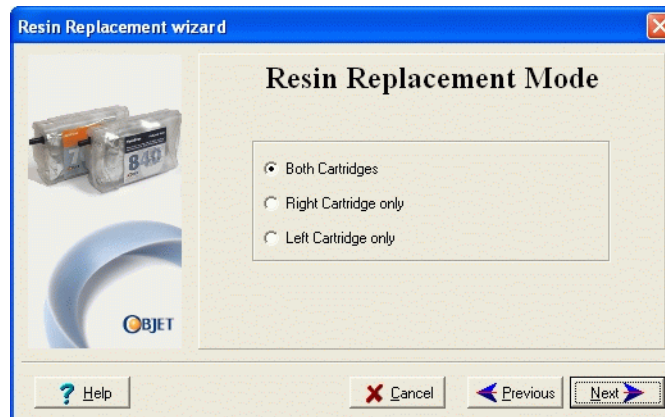 Resin Replacement wizard
Resin Replacement Mode
840
Both Cartridges
Right Cartridge only
Left Cartridge only
OBJET
Help
Cancel
Previous
Next